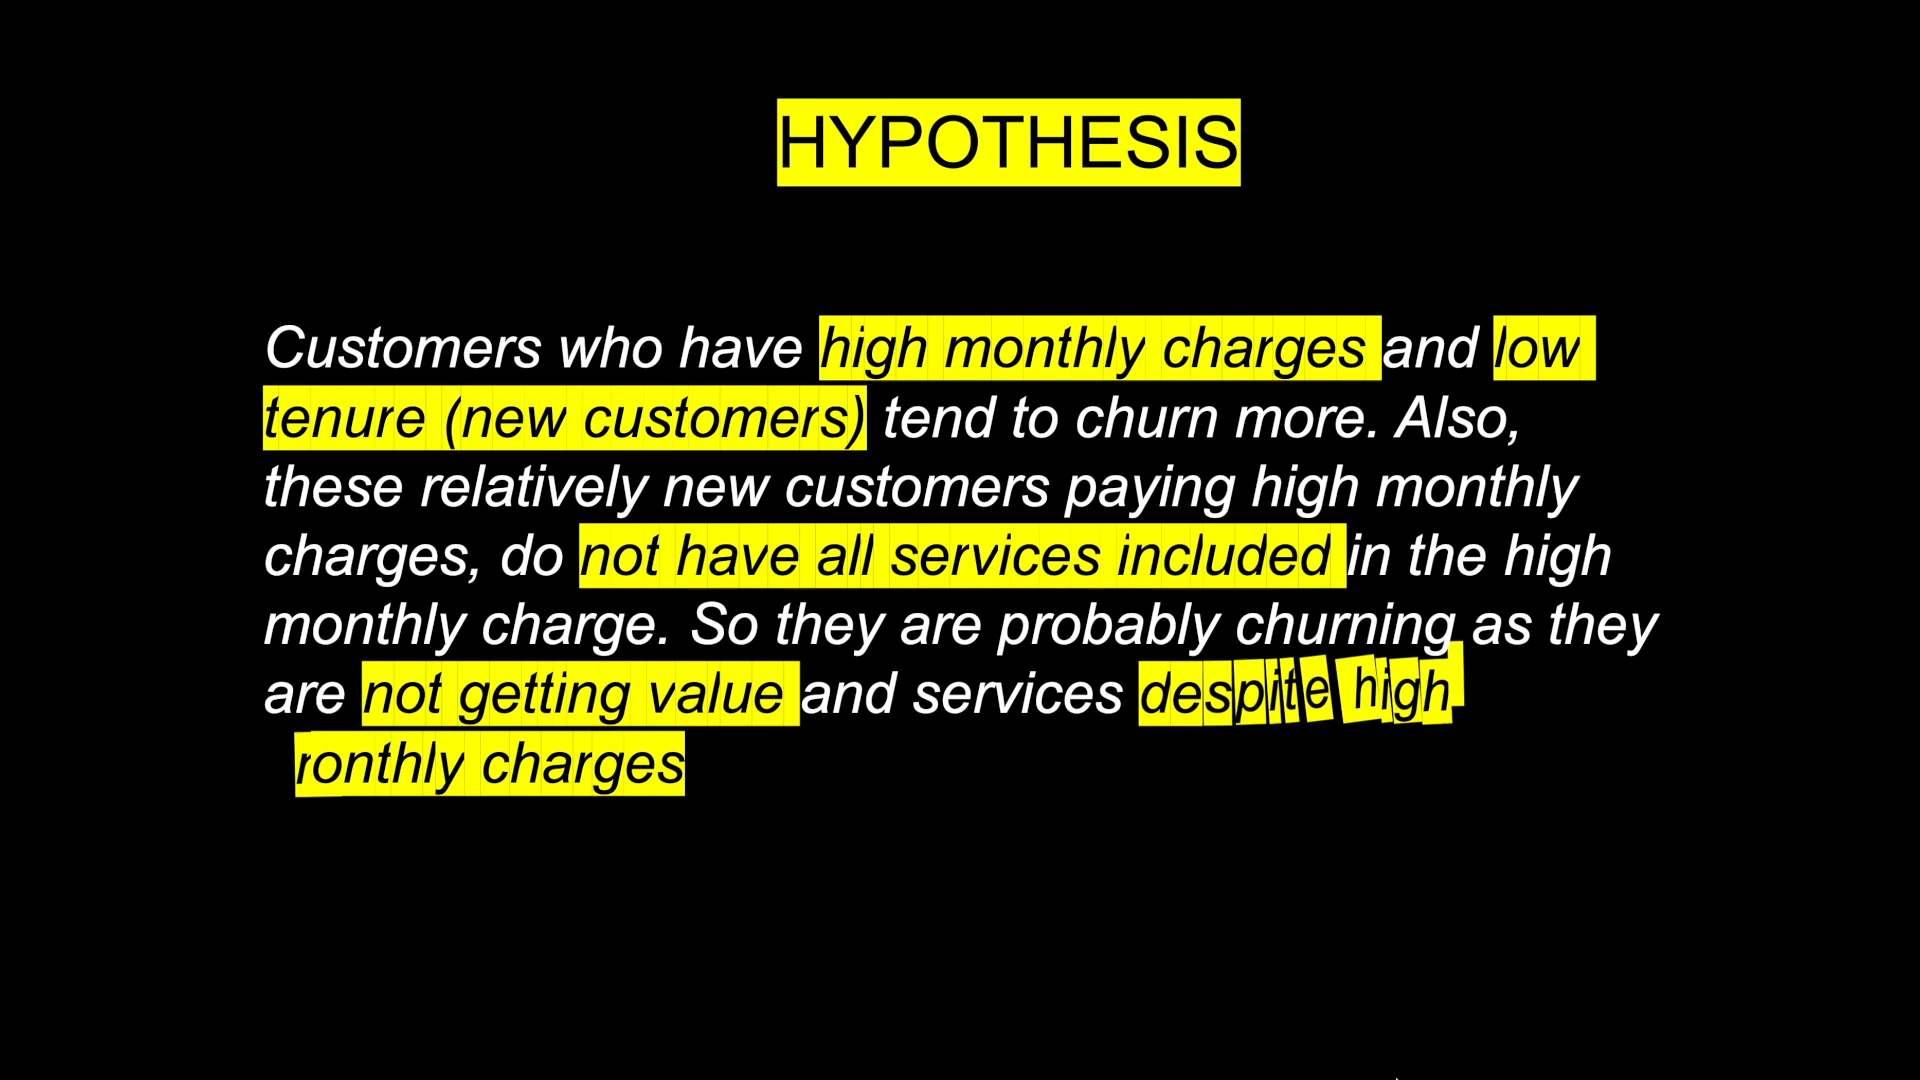 HYPOTHESIS
Customers who have high monthly charges and low
tenure (new customers) tend to churn more. Also,
these relatively new customers paying high monthly
charges, do not have all services included in the high
monthly charge. So they are probably churning as they
are not getting value and services despite high
ronthly charges